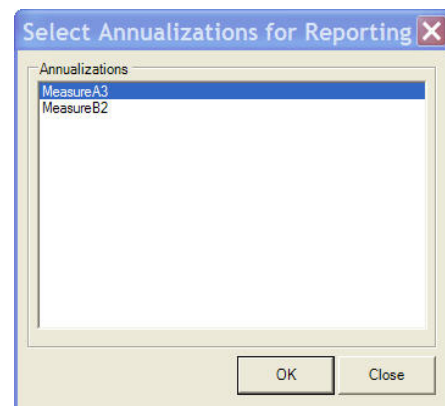 Select Annualizations for Reporting
Annualizations
MeasureA3
MeasureB2
OK
Close